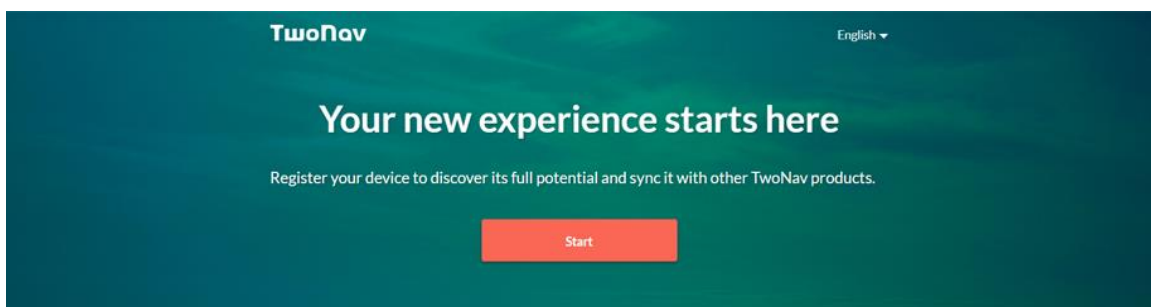 TwoNav
English
Your new experience starts here
Register your device to discover its full potential and sync it with other TwoNav products.
Start